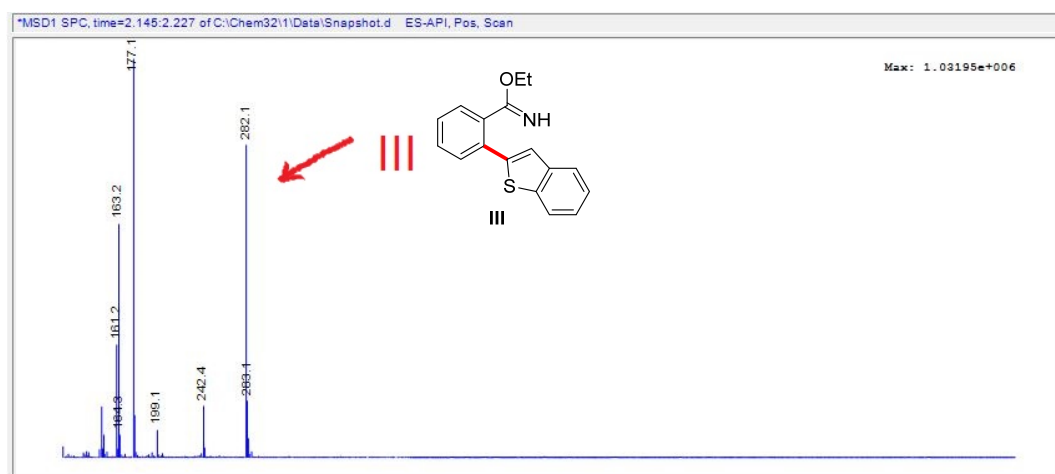 *MSD1 SPC, time=2.145:2.227 of C:\Chem32\1\Data\Snapshot.d ES-API, Pos, Scan
177.1
Max: 1.03195e+006
OEt
NH
282.1
III
163.2
S
III
161.2
283.1
242.4
164.3
199.1